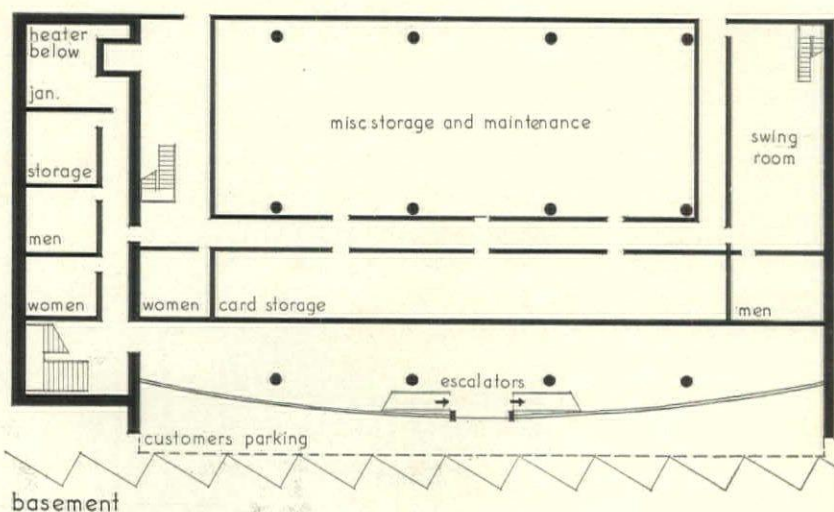 heater
below
jan.
misc storage and maintenance
swing
room
storage
men
women
women
card storage
men
escalators
customers parking
basement